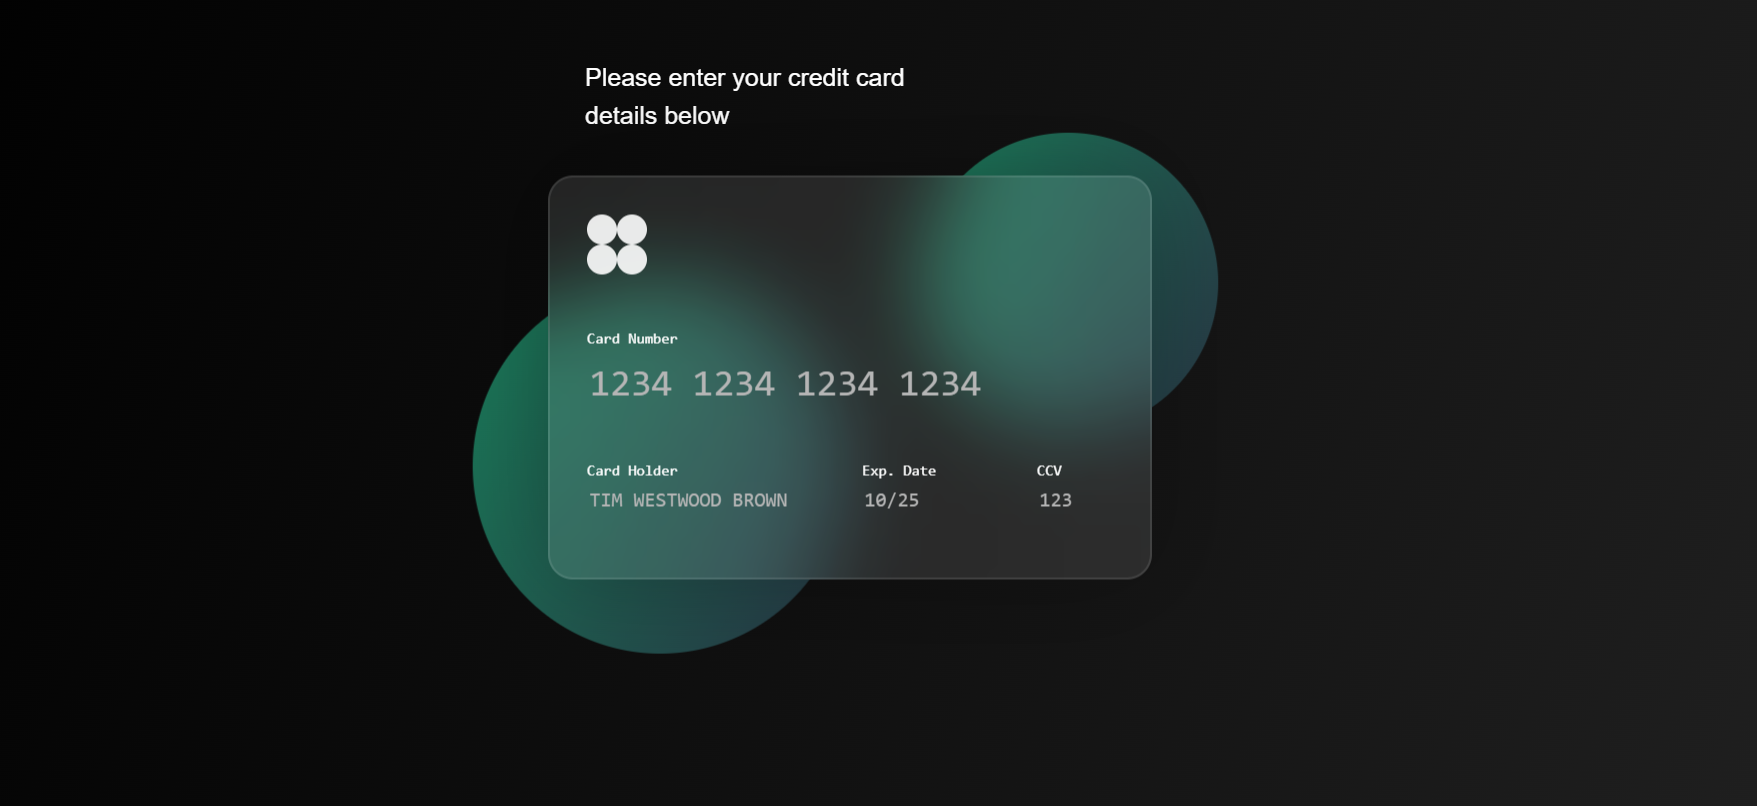 Please enter your credit card
details below
Card Number
1234 1234 1234 1234
Card Holder Exp. Date CCV
TIM WESTWOOD BROWN 10/25 123